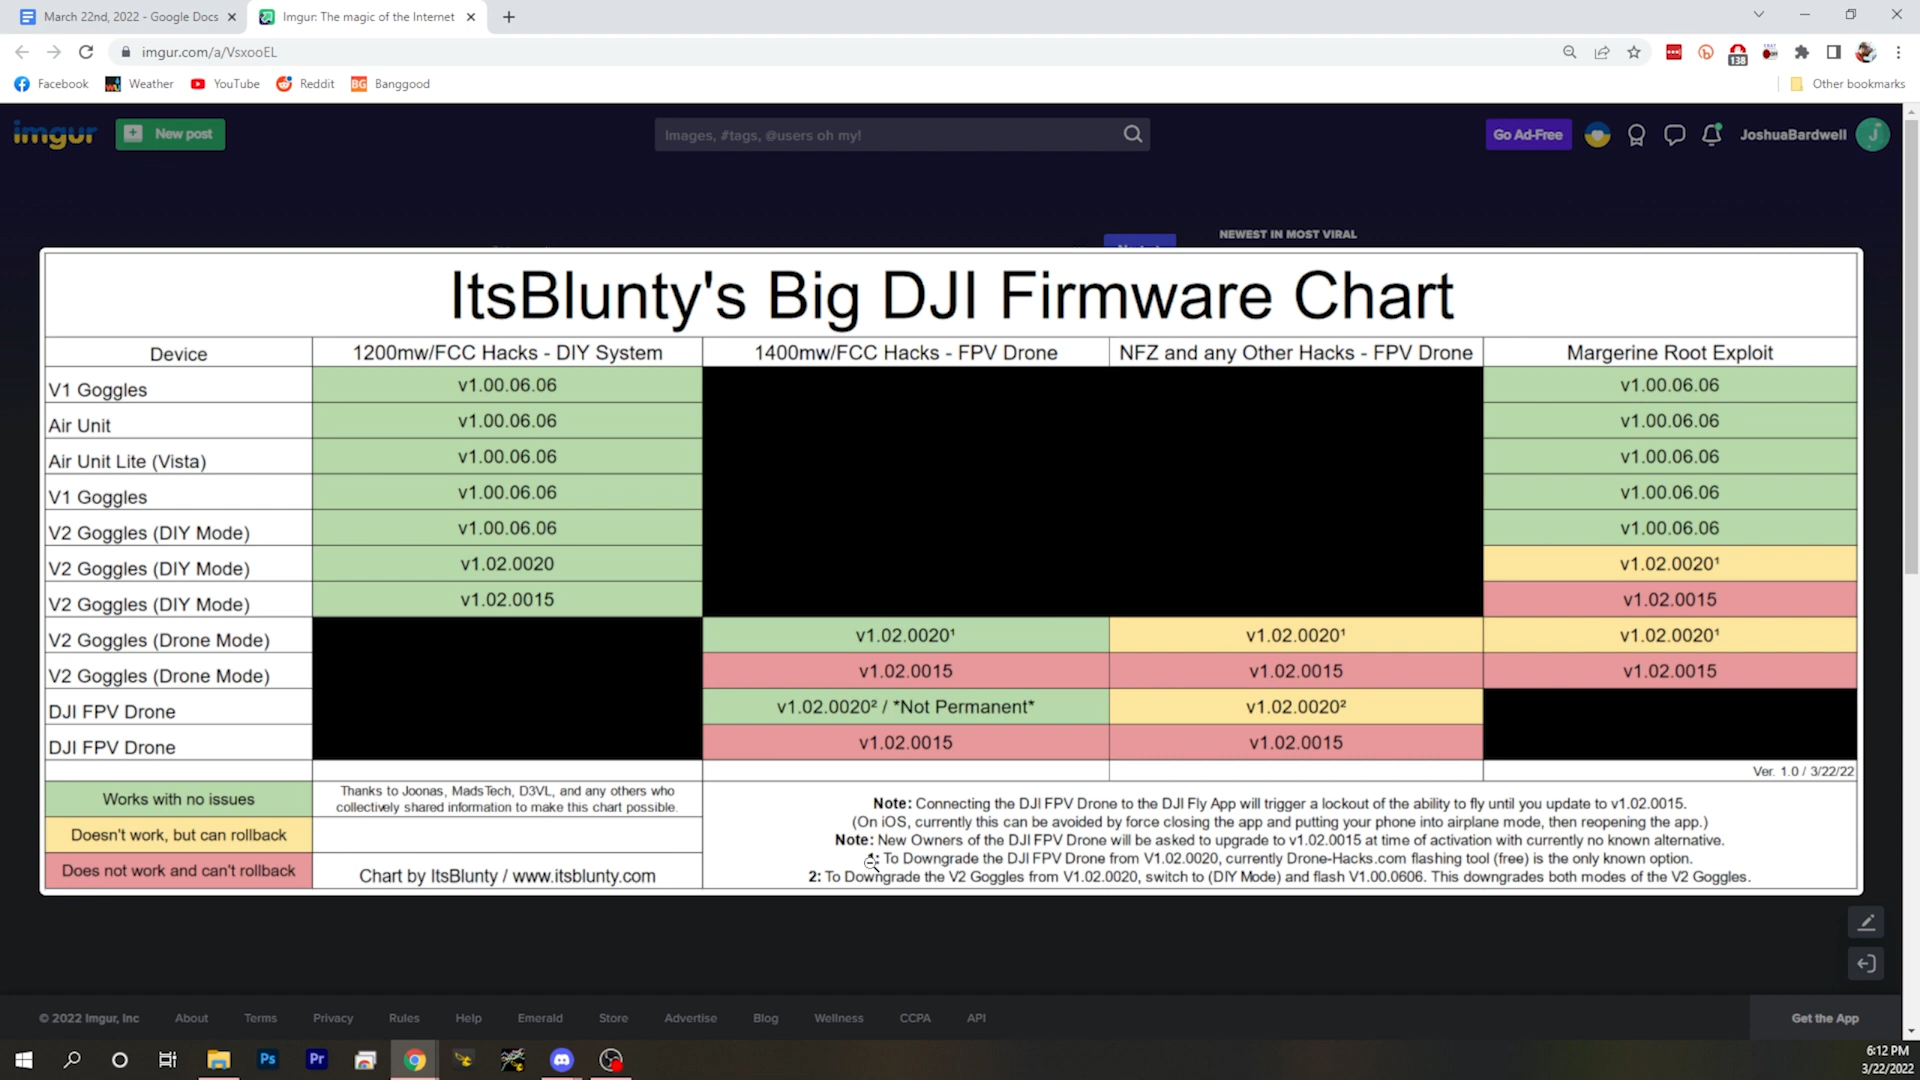 March 22nd, 2022 - Google Docs
Imgur: The magic of the Internet
imgur.com/a/VsxooEL
138
Facebook
Weather
YouTube
Reddit
BG Banggood
Other bookmarks
imgur
New post
Images, #tags, @users oh my!
Go Ad-Free
JoshuaBardwell
J
NEWEST IN MOST VIRAL
ItsBlunty's Big DJI Firmware Chart
Device 1200mw/FCC Hacks - DIY System 1400mw/FCC Hacks - FPV Drone NFZ and any Other Hacks - FPV Drone Margerine Root Exploit
V1 Goggles v1.00.06.06 v1.00.06.06
Air Unit v1.00.06.06 v1.00.06.06
Air Unit Lite (Vista) v1.00.06.06 v1.00.06.06
V1 Goggles v1.00.06.06 v1.00.06.06
V2 Goggles (DIY Mode) v1.00.06.06 v1.00.06.06
V2 Goggles (DIY Mode) v1.02.0020 v1.02.0020¹
V2 Goggles (DIY Mode) v1.02.0015 v1.02.0015
V2 Goggles (Drone Mode) v1.02.0020¹ v1.02.0020¹ v1.02.0020¹
V2 Goggles (Drone Mode) v1.02.0015 v1.02.0015 v1.02.0015
DJI FPV Drone v1.02.0020² / *Not Permanent* v1.02.0020²
DJI FPV Drone v1.02.0015 v1.02.0015
Ver. 1.0 / 3/22/22
Works with no issues
Doesn't work, but can rollback
Does not work and can't rollback
Thanks to Joonas, MadsTech, D3VL, and any others who
collectively shared information to make this chart possible.
Chart by ItsBlunty / www.itsblunty.com
Note: Connecting the DJI FPV Drone to the DJI Fly App will trigger a lockout of the ability to fly until you update to v1.02.0015.
(On iOS, currently this can be avoided by force closing the app and putting your phone into airplane mode, then reopening the app.)
Note: New Owners of the DJI FPV Drone will be asked to upgrade to v1.02.0015 at time of activation with currently no known alternative.
1: To Downgrade the DJI FPV Drone from V1.02.0020, currently Drone-Hacks.com flashing tool (free) is the only known option.
2: To Downgrade the V2 Goggles from V1.02.0020, switch to (DIY Mode) and flash V1.00.0606. This downgrades both modes of the V2 Goggles.
© 2022 Imgur, Inc
About
Terms
Privacy
Rules
Help
Emerald
Store
Advertise
Blog
Wellness
CCPA
API
Get the App
Ps
Pr
6:12 PM
3/22/2022